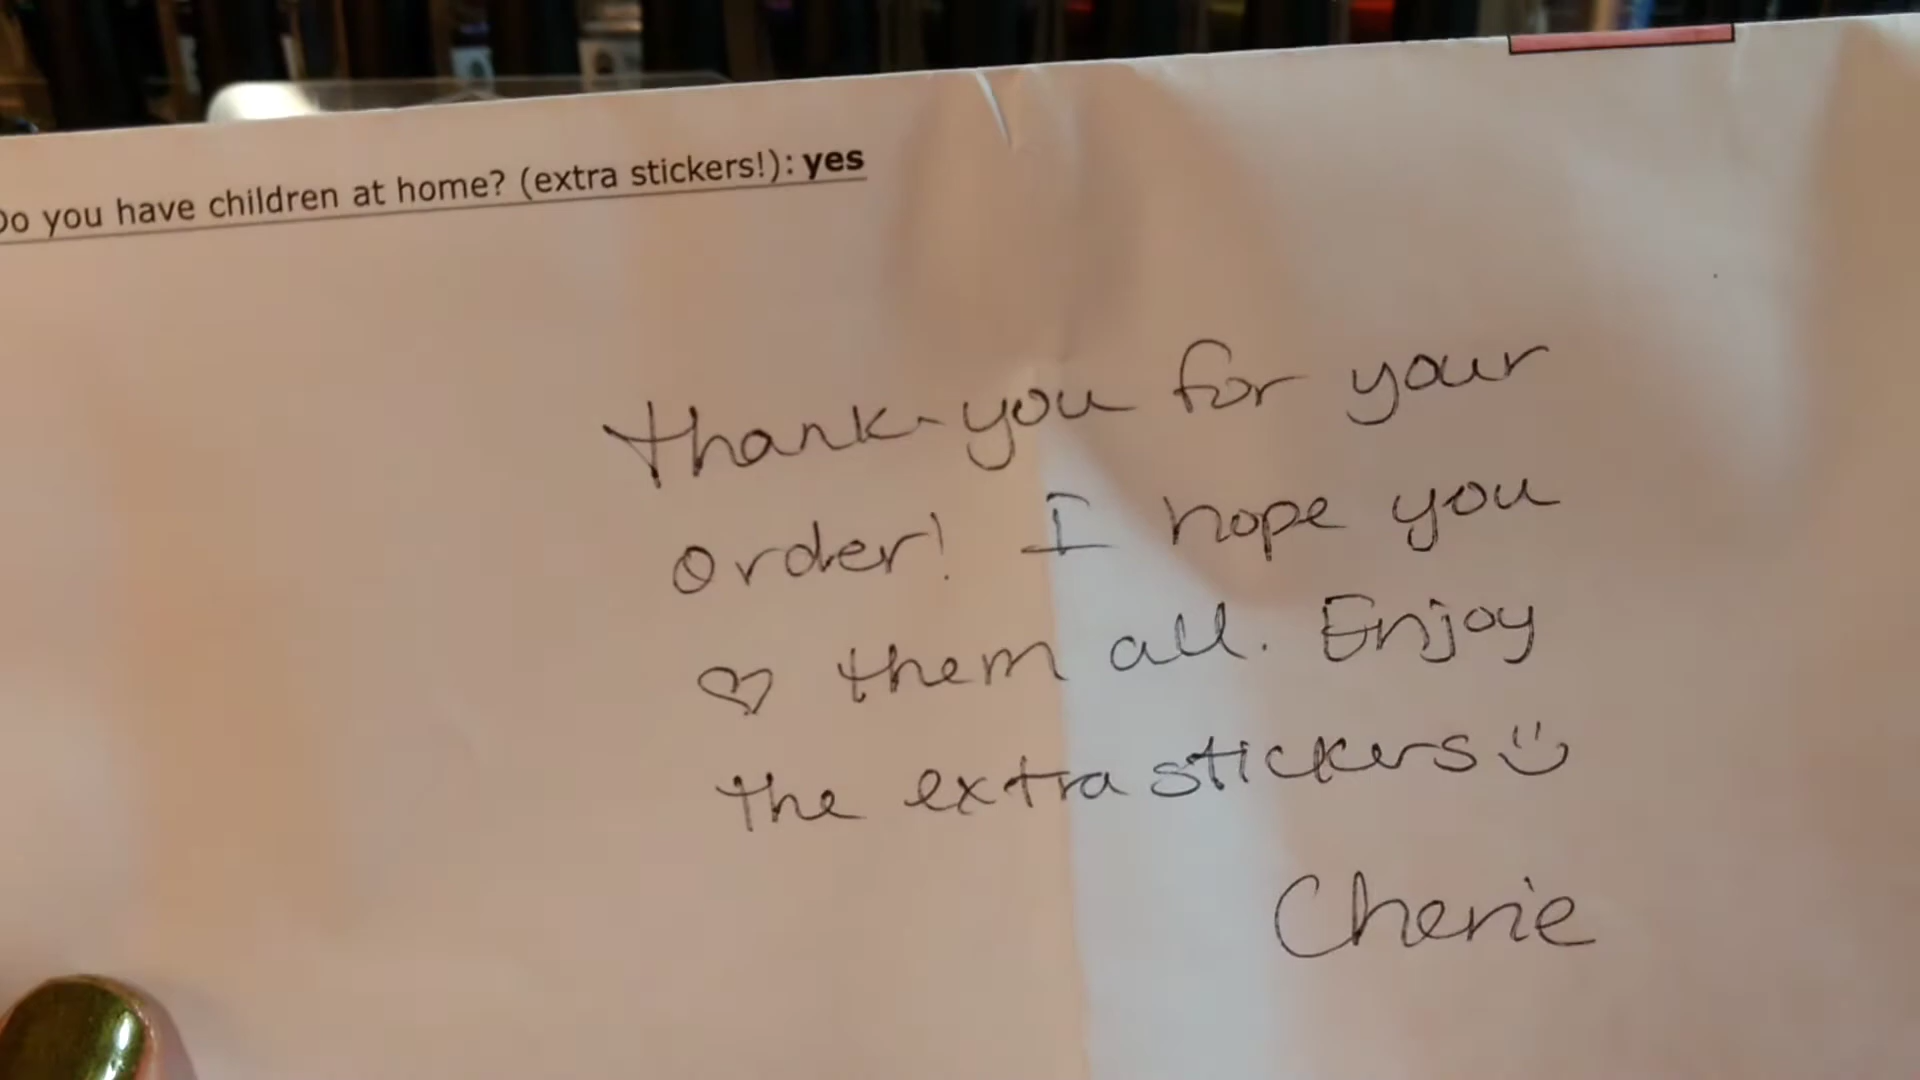 Do you have children at home? (extra stickers!): yes
Thank-you for your
order! I hope you
♡ them all. Enjoy
the extra stickers
Cherie